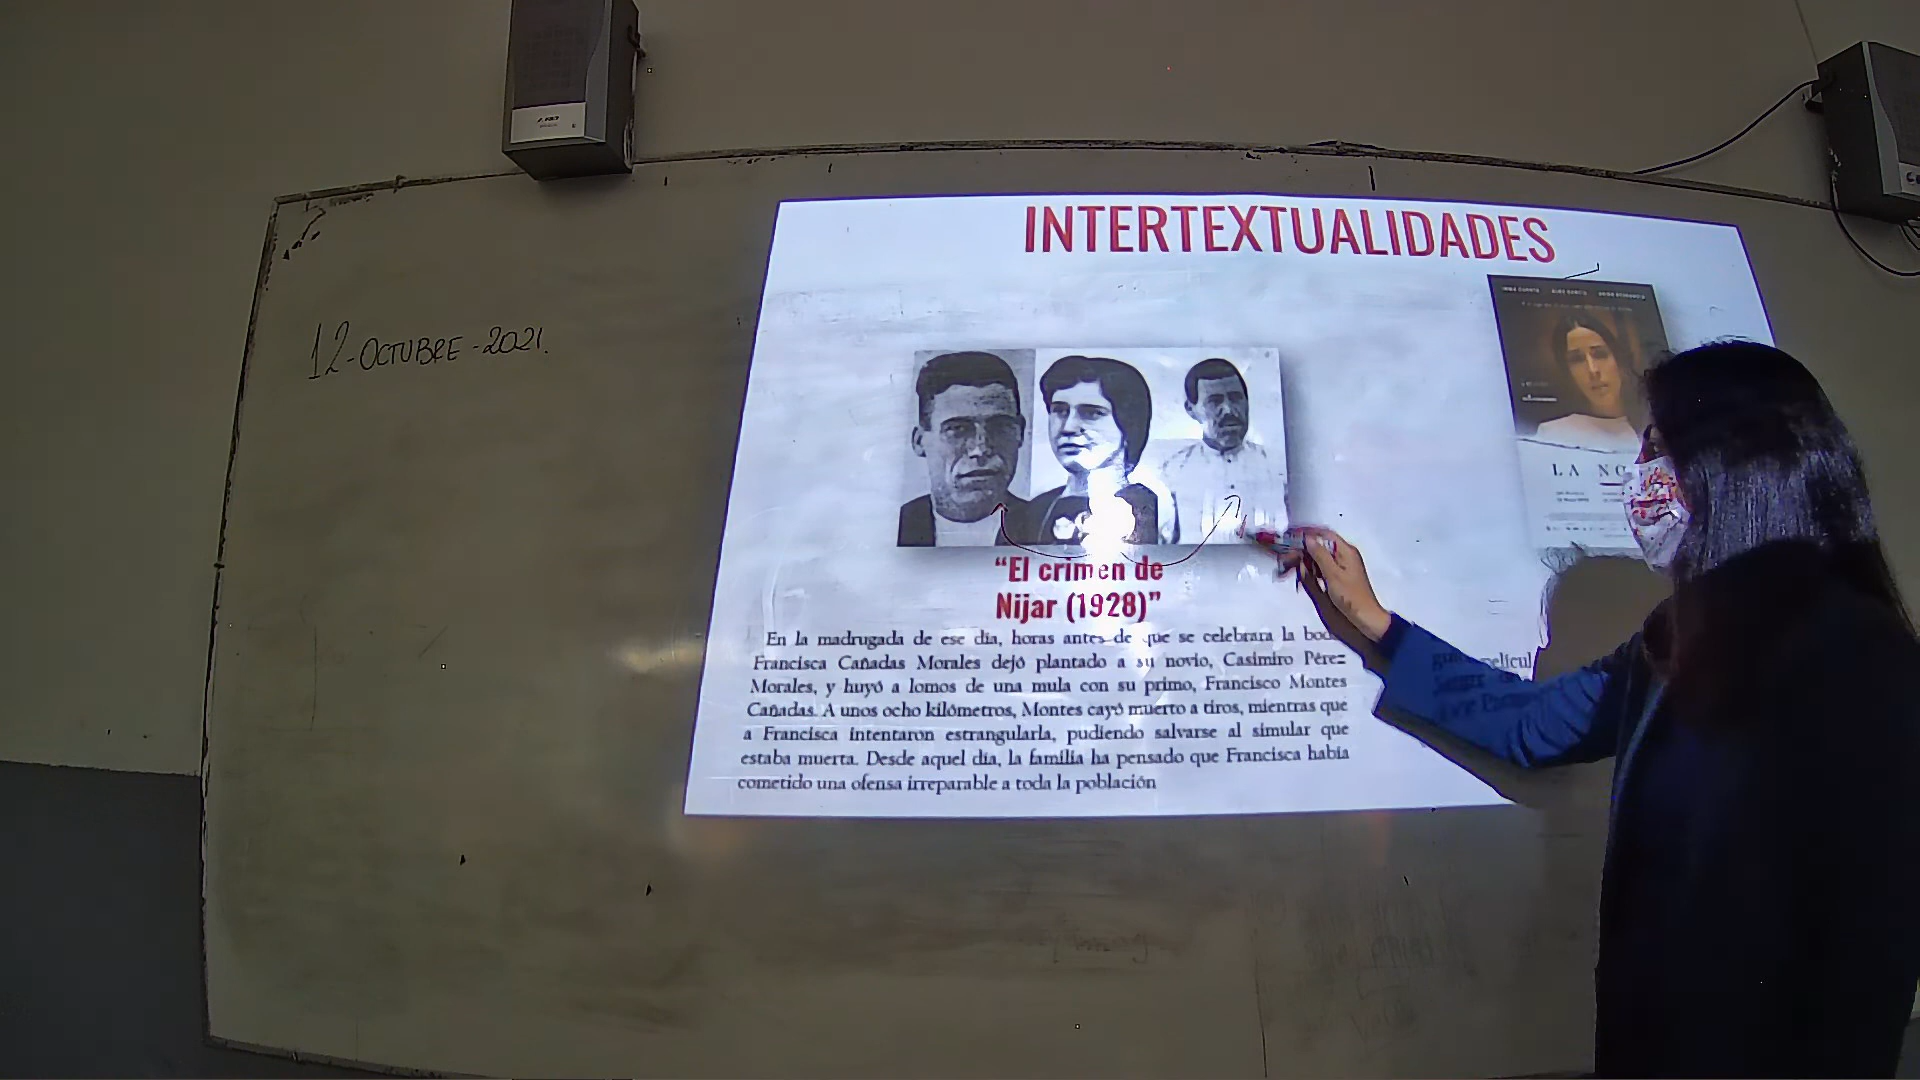 12-OCTUBRE-2021.
INTERTEXTUALIDADES
LA NO
“El crimen de
Nijar (1928)”
En la madrugada de ese día, horas antes de que se celebrara la boda
Francisca Cañadas Morales dejó plantado a su novio, Casimiro Pérez
Morales, y huyó a lomos de una mula con su primo, Francisco Montes
Cañadas. A unos ocho kilómetros, Montes cayó muerto a tiros, mientras que
a Francisca intentaron estrangularla, pudiendo salvarse al simular que
estaba muerta. Desde aquel día, la familia ha pensado que Francisca había
cometido una ofensa irreparable a toda la población